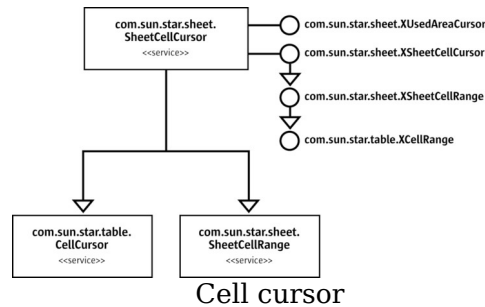 com.sun.star.sheet.
SheetCellCursor
<<service>>
com.sun.star.sheet.XUsedAreaCursor
com.sun.star.sheet.XSheetCellCursor
com.sun.star.sheet.XSheetCellRange
com.sun.star.table.XCellRange
com.sun.star.table.
CellCursor
<<service>>
com.sun.star.sheet.
SheetCellRange
<<service>>
Cell cursor